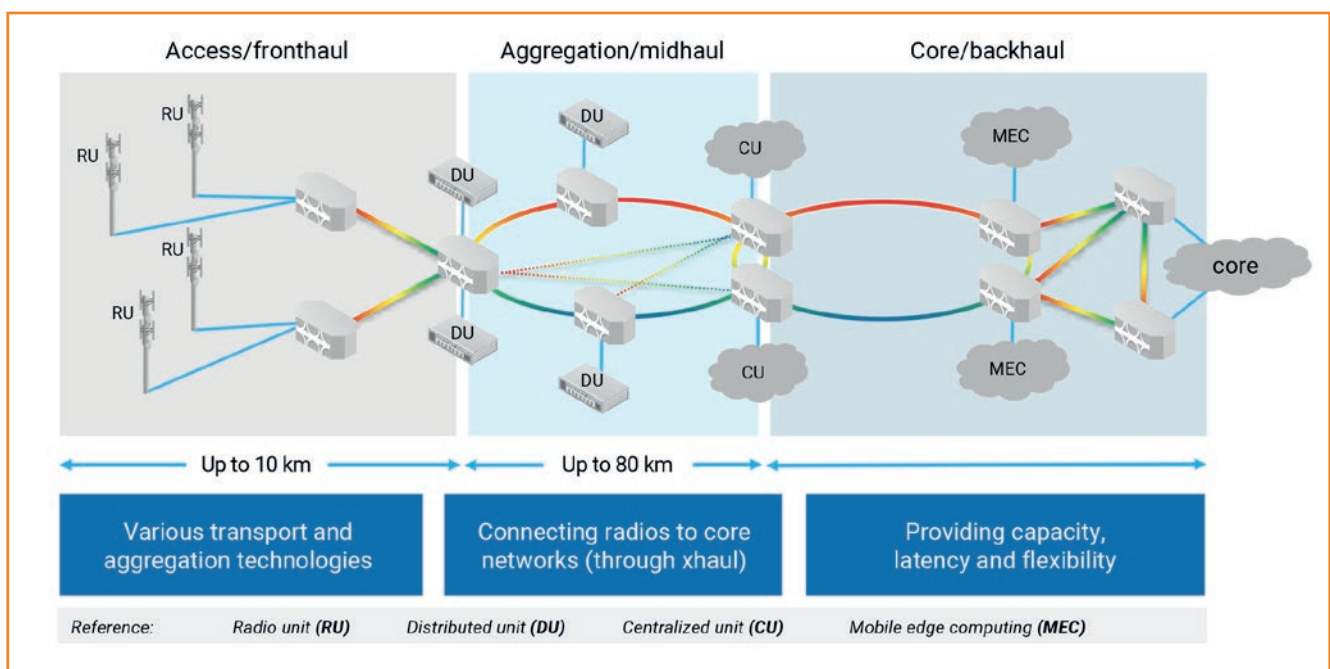 Access/fronthaul
Aggregation/midhaul
Core/backhaul
RU
RU
RU
RU
DU
DU
DU
DU
CU
CU
MEC
MEC
core
Up to 10 km
Up to 80 km
Various transport and
aggregation technologies
Connecting radios to core
networks (through xhaul)
Providing capacity,
latency and flexibility
Reference: Radio unit (RU) Distributed unit (DU) Centralized unit (CU) Mobile edge computing (MEC)